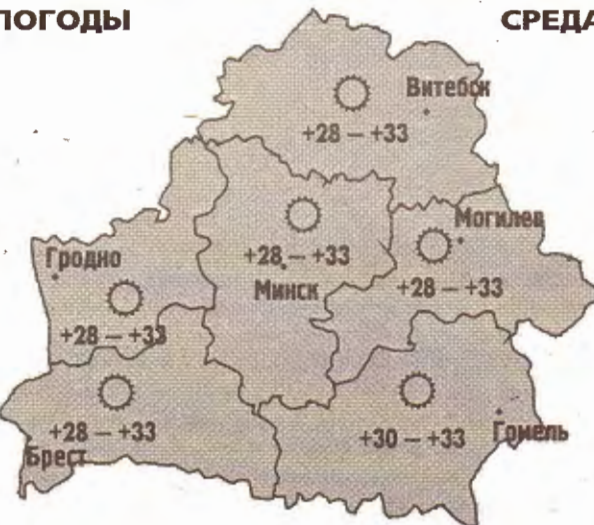 ПОГОДЫ
СРЕДА
Витебск
+28 – +33
Могилев
+28 – +33
Гродно
+28 – +33
Минск
+28 – +33
+28 – +33
Брест
+30 – +33
Гомель